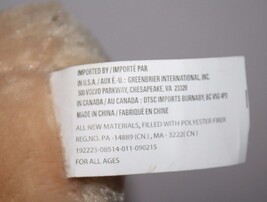 IMPORTED BY / IMPORTÉ PAR
IN U.S.A. / AUX É.-U.: GREENBRIER INTERNATIONAL, INC.
500 VOLVO PARKWAY, CHESAPEAKE, VA 23320
IN CANADA / AU CANADA: DTSC IMPORTS BURNABY, BC V5G 4P3
MADE IN CHINA / FABRIQUÉ EN CHINE
ALL NEW MATERIALS, FILLED WITH POLYESTER FIBER
REG.NO. PA -14889(CN), MA - 3222(CN)
192225-08514-011-090215
FOR ALL AGES